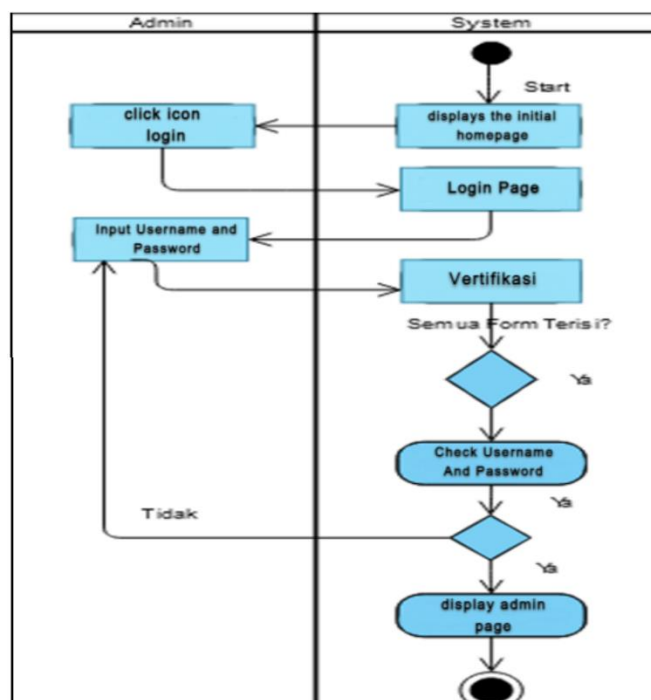 Admin
System
Start
displays the initial
homepage
click icon
login
Login Page
Input Username and
Password
Vertifikasi
Semua Form Terisi?
Ya
Check Username
And Password
Ya
Tidak
Ya
display admin
page